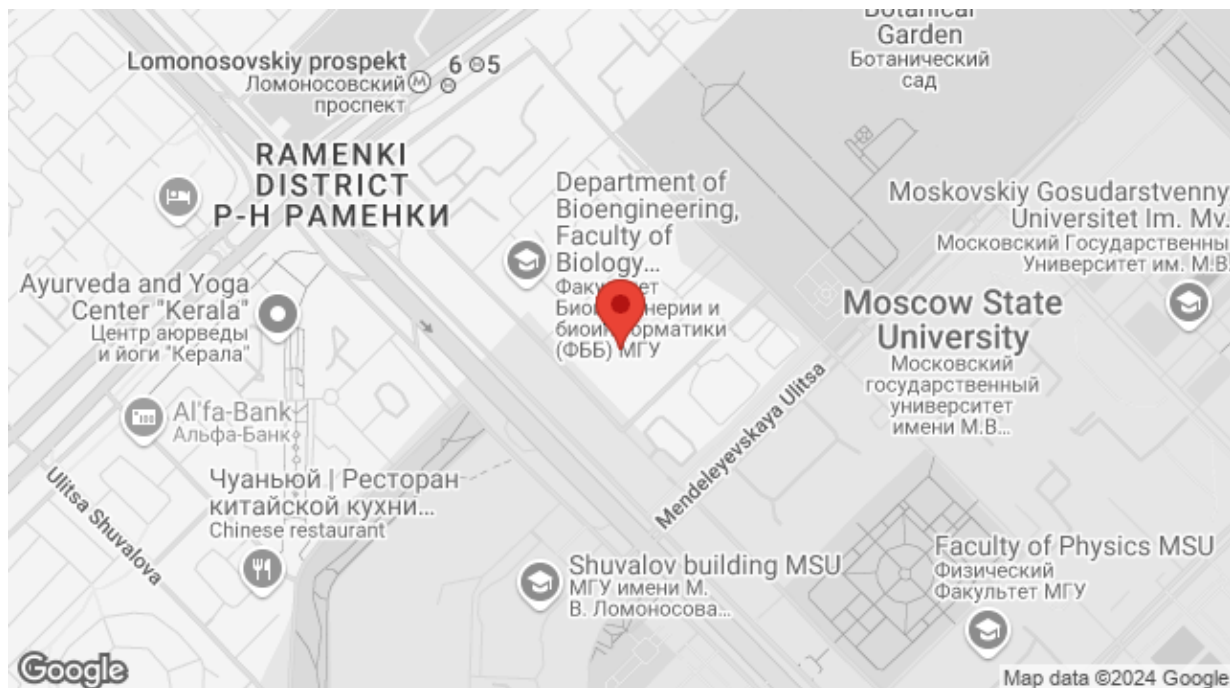 Botanical
Garden
Ботанический
сад
Lomonosovskiy prospekt
Ломоносовский
проспект
6
5
RAMENKI
DISTRICT
Р-Н РАМЕНКИ
Department of
Bioengineering,
Faculty of
Biology...
биоинформатики
(ФББ) МГУ
Moskovskiy Gosudarstvenny
Universitet Im. Mv.
Московский Государственны
Университет им. М.В.
Ayurveda and Yoga
Center "Kerala"
Центр аюрведы
и йоги "Керала"
Moscow State
University
Московский
государственный
университет
имени М.В...
Mendeleyevskaya Ulitsa
Al'fa-Bank
Альфа-Банк
Ulitsa Shuvalova
Чуаньюй | Ресторан
китайской кухни...
Chinese restaurant
Shuvalov building MSU
МГУ имени М.
В. Ломоносова...
Faculty of Physics MSU
Физический
Факультет МГУ
Google
Map data ©2024 Google